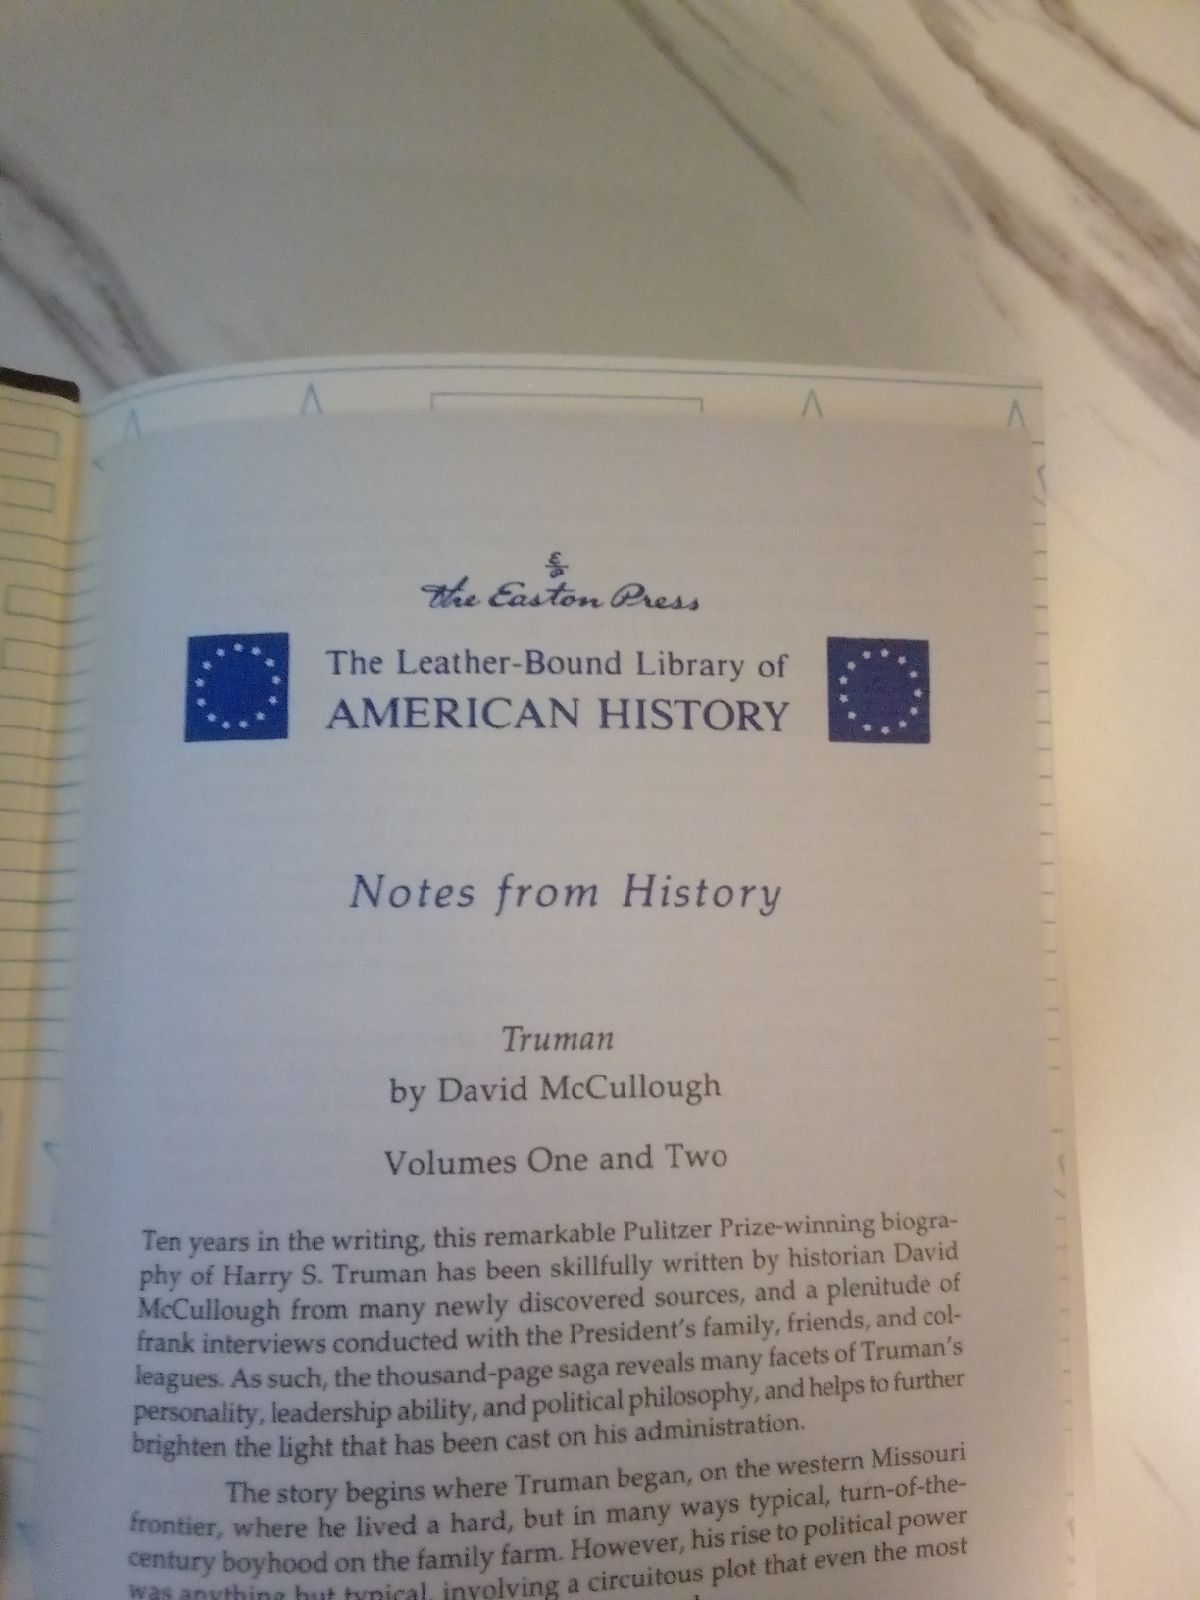 the Easton Press
The Leather-Bound Library of
AMERICAN HISTORY
Notes from History
Truman
by David McCullough
Volumes One and Two
Ten years in the writing, this remarkable Pulitzer Prize-winning biogra-
phy of Harry S. Truman has been skillfully written by historian David
McCullough from many newly discovered sources, and a plenitude of
frank interviews conducted with the President's family, friends, and col-
leagues. As such, the thousand-page saga reveals many facets of Truman's
personality, leadership ability, and political philosophy, and helps to further
brighten the light that has been cast on his administration.
The story begins where Truman began, on the western Missouri
frontier, where he lived a hard, but in many ways typical, turn-of-the-
century boyhood on the family farm. However, his rise to political power
was anything but typical, involving a circuitous plot that even the most